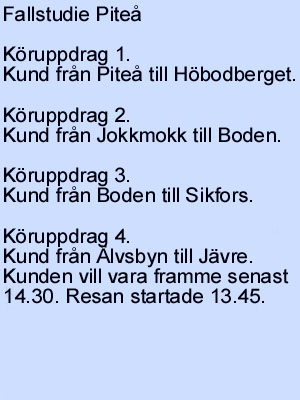 Fallstudie Piteå
Köruppdrag 1.
Kund från Piteå till Höbodberget.
Köruppdrag 2.
Kund från Jokkmokk till Boden.
Köruppdrag 3.
Kund från Boden till Sikfors.
Köruppdrag 4.
Kund från Älvsbyn till Jävre.
Kunden vill vara framme senast
14.30. Resan startade 13.45.